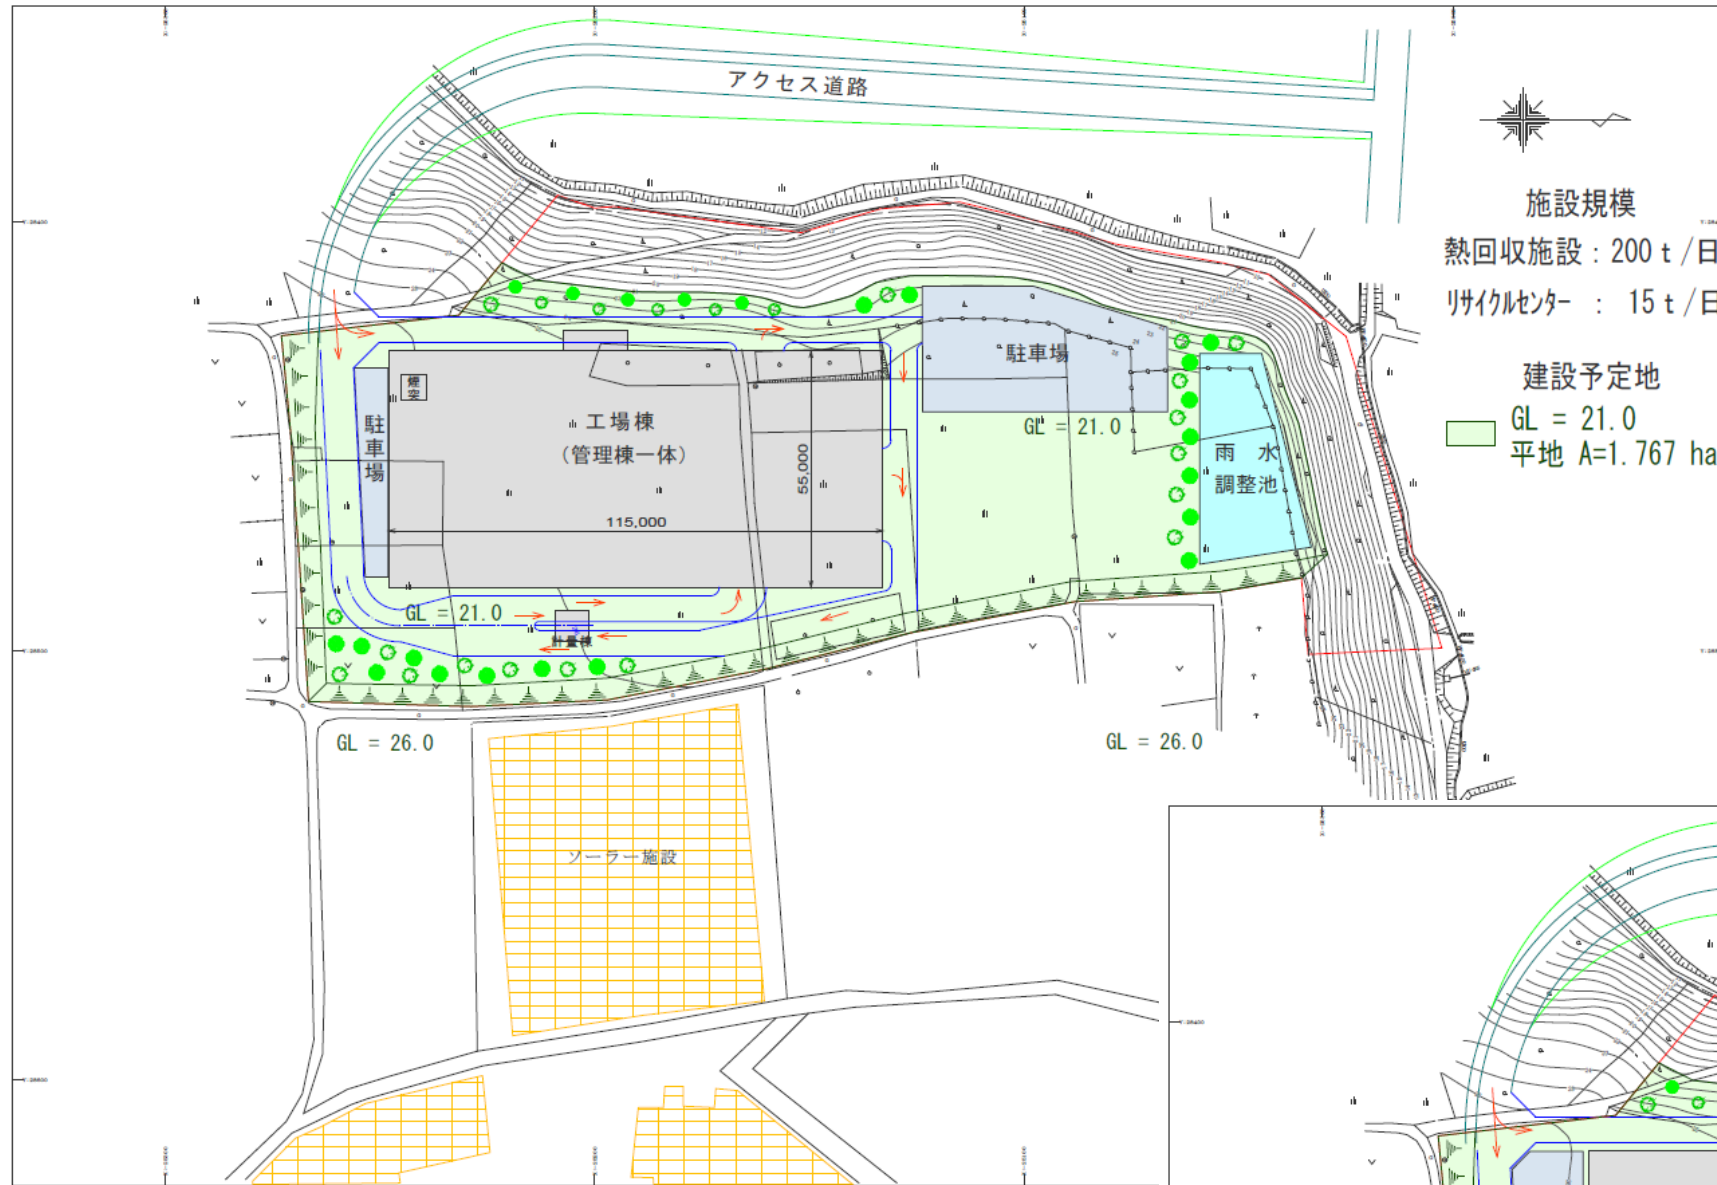 アクセス道路
施設規模
熱回収施設 : 200 t /日
リサイクルセンター : 15 t /日
建設予定地
GL = 21.0
平地 A=1.767 ha
駐車場
GL = 21.0
煙突
駐車場
工場棟
(管理棟一体)
55,000
115,000
雨 水
調整池
GL = 21.0
計量棟
GL = 26.0
GL = 26.0
ソーラー施設